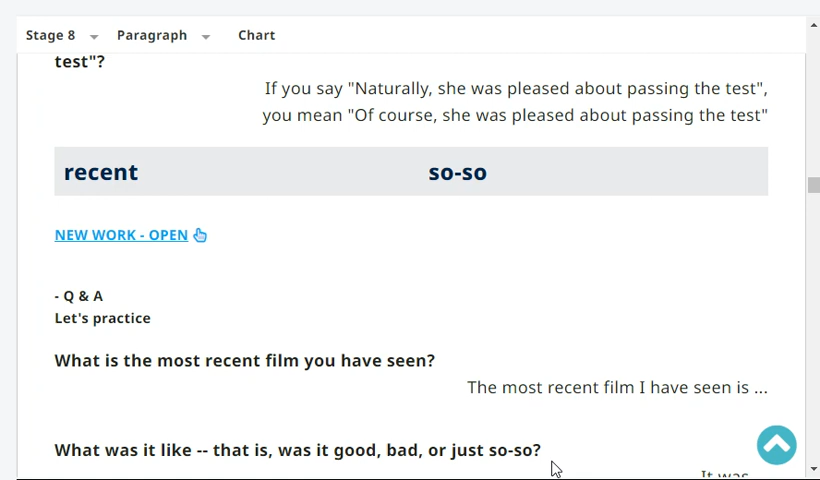 Stage 8 Paragraph Chart
test"?
If you say "Naturally, she was pleased about passing the test",
you mean "Of course, she was pleased about passing the test"
recent so-so
NEW WORK - OPEN
- Q & A
Let's practice
What is the most recent film you have seen?
The most recent film I have seen is ...
What was it like -- that is, was it good, bad, or just so-so?
It was